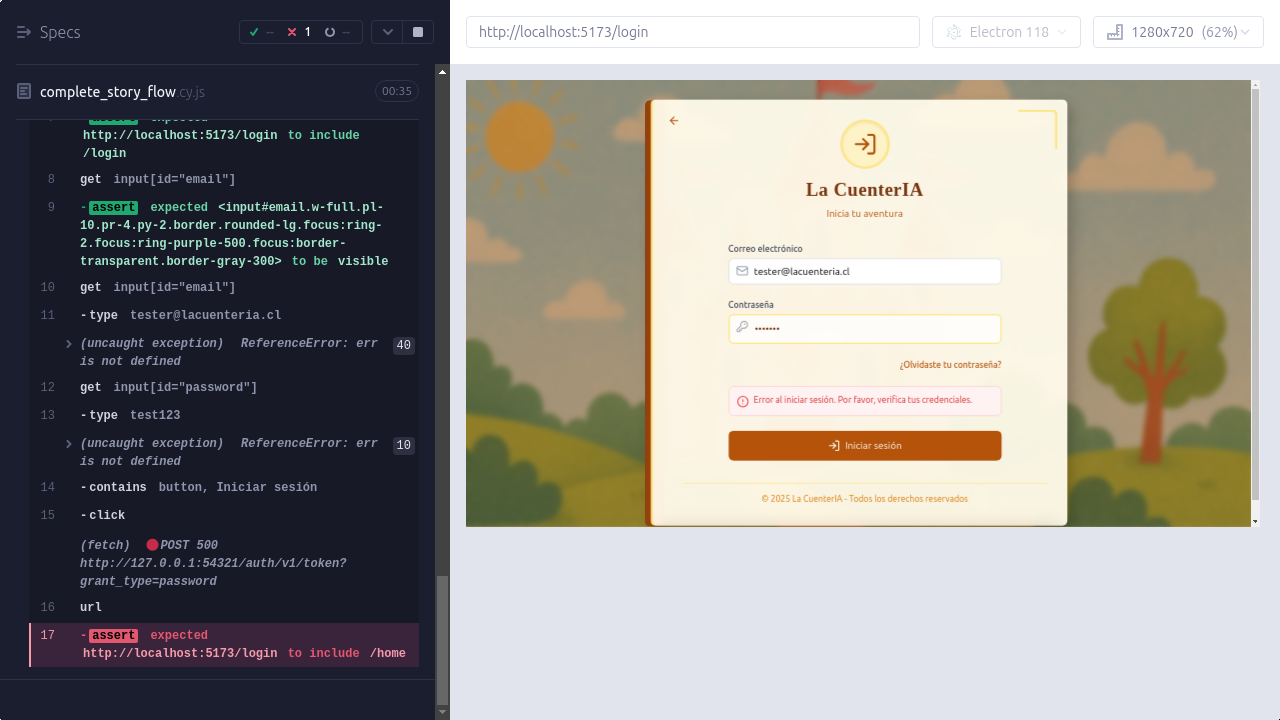 Specs
-- 1 --
complete_story_flow.cy.js 00:35
http://localhost:5173/login to include
/login
8 get input[id="email"]
9 -assert expected <input#email.w-full.pl-
10.pr-4.py-2.border.rounded-lg.focus:ring-
2.focus:ring-purple-500.focus:border-
transparent.border-gray-300> to be visible
10 get input[id="email"]
11 -type tester@lacuenteria.cl
(uncaught exception) ReferenceError: err 40
is not defined
12 get input[id="password"]
13 -type test123
(uncaught exception) ReferenceError: err 10
is not defined
14 -contains button, Iniciar sesión
15 -click
(fetch) POST 500
http://127.0.0.1:54321/auth/v1/token?
grant_type=password
16 url
17 -assert expected
http://localhost:5173/login to include /home
http://localhost:5173/login
Electron 118
1280x720 (62%)
La CuenterIA
Inicia tu aventura
Correo electrónico
tester@lacuenteria.cl
Contraseña
•••••••
¿Olvidaste tu contraseña?
Error al iniciar sesión. Por favor, verifica tus credenciales.
Iniciar sesión
© 2025 La CuenterIA - Todos los derechos reservados